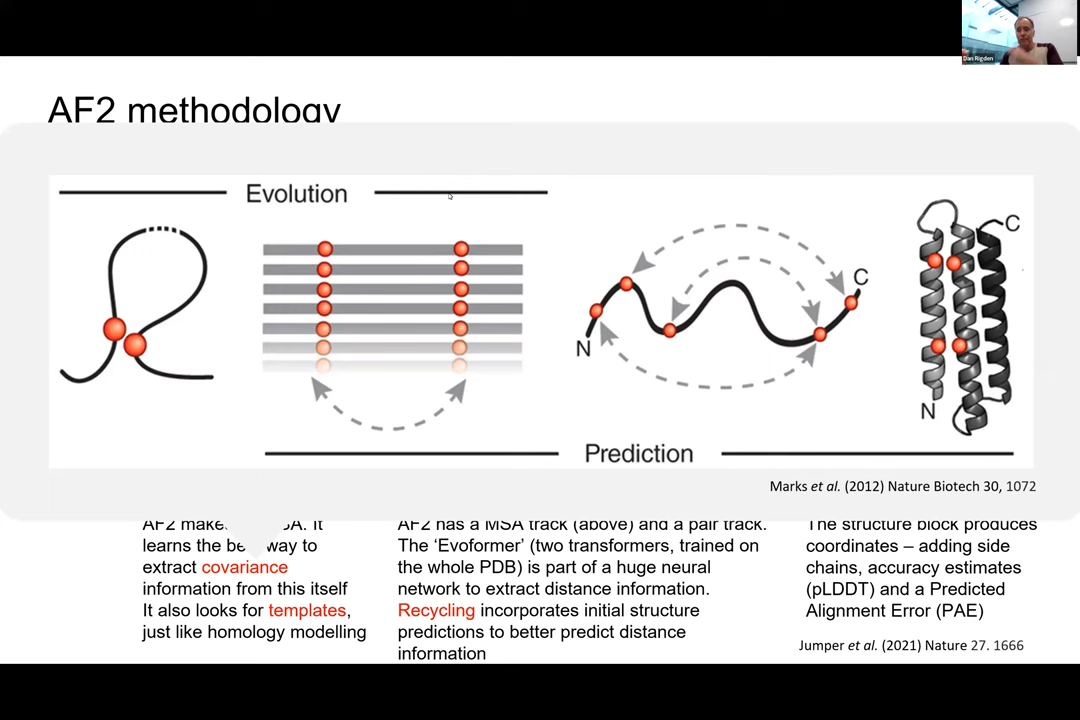 Dan Rigden
AF2 methodology
Evolution
C
C
N
N
Prediction
Marks et al. (2012) Nature Biotech 30, 1072
AF2 make
SA. It
learns the be
way to
extract covariance
information from this itself
It also looks for templates,
just like homology modelling
AF2 has a MSA track (above) and a pair track.
The ‘Evoformer’ (two transformers, trained on
the whole PDB) is part of a huge neural
network to extract distance information.
Recycling incorporates initial structure
predictions to better predict distance
information
The structure block produces
coordinates – adding side
chains, accuracy estimates
(pLDDT) and a Predicted
Alignment Error (PAE)
Jumper et al. (2021) Nature 27. 1666